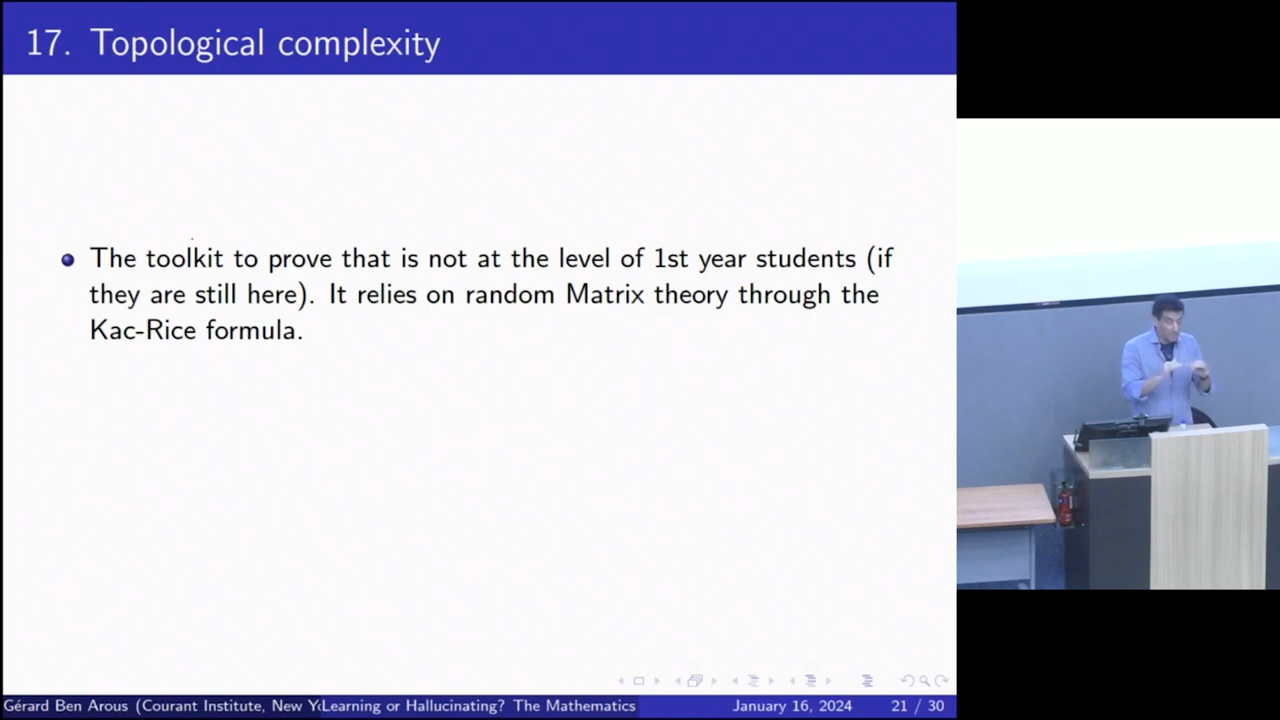 17. Topological complexity
The toolkit to prove that is not at the level of 1st year students (if
they are still here). It relies on random Matrix theory through the
Kac-Rice formula.
Gérard Ben Arous (Courant Institute, New Y Learning or Hallucinating? The Mathematics January 16, 2024 21 / 30